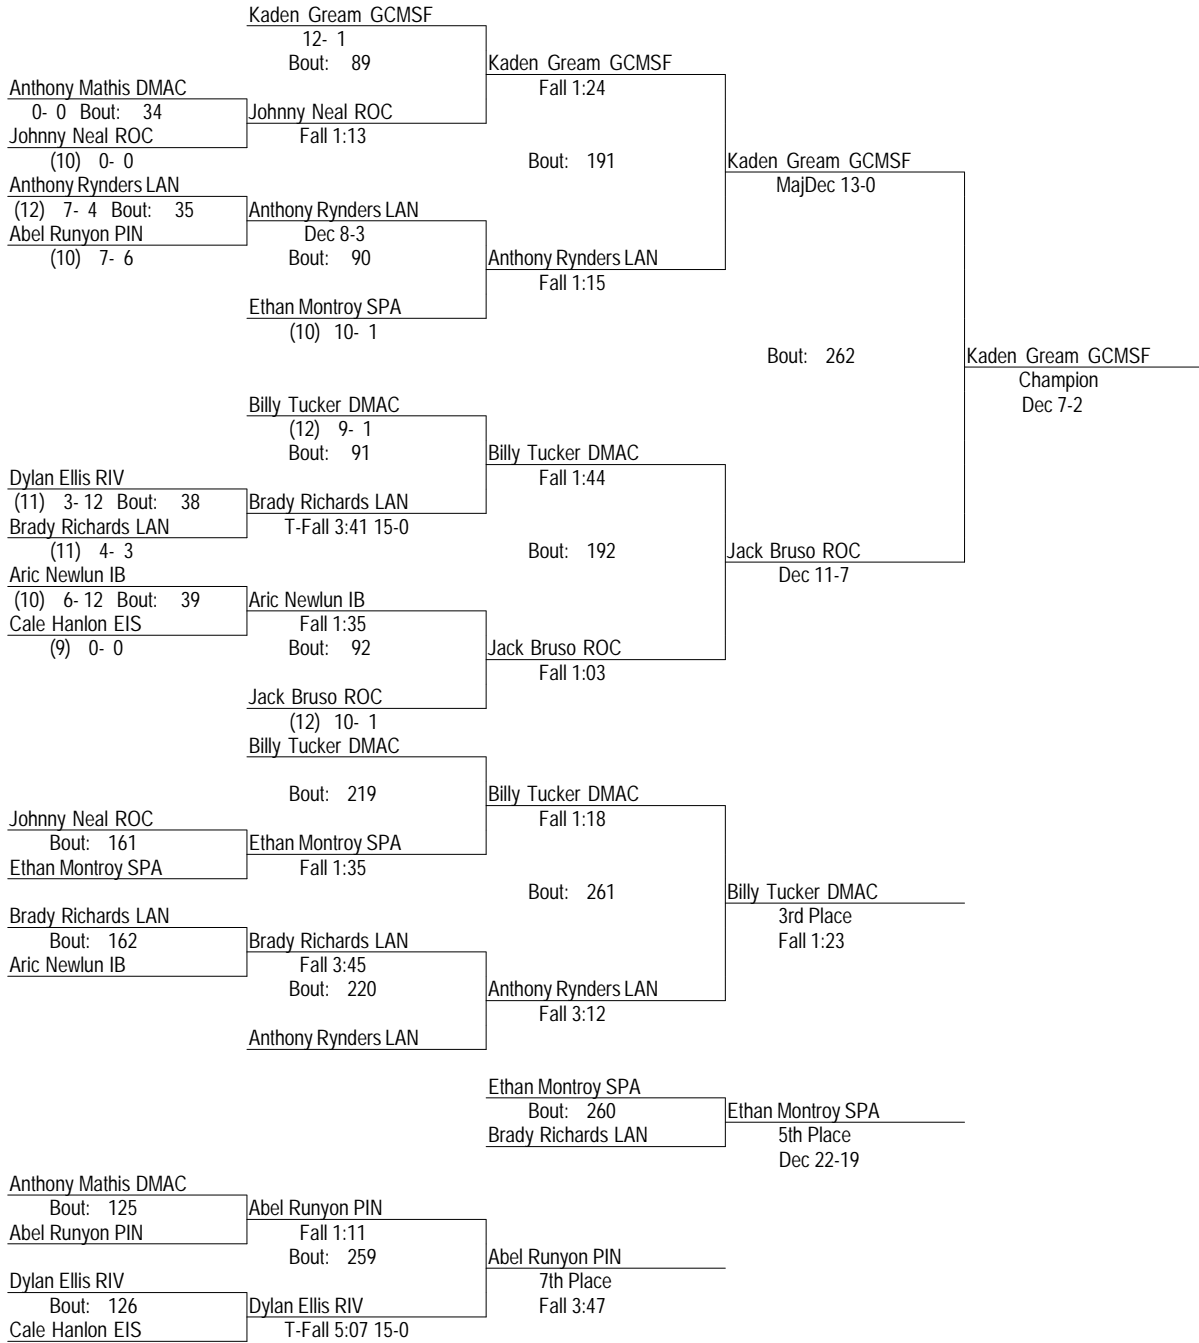 Kaden Gream GCMSF
12- 1
Bout: 89
Kaden Gream GCMSF
Fall 1:24
Anthony Mathis DMAC
0- 0 Bout: 34
Johnny Neal ROC
Fall 1:13
Johnny Neal ROC
(10) 0- 0
Bout: 191
Kaden Gream GCMSF
MajDec 13-0
Anthony Rynders LAN
(12) 7- 4 Bout: 35
Anthony Rynders LAN
Dec 8-3
Abel Runyon PIN
(10) 7- 6
Bout: 90
Anthony Rynders LAN
Fall 1:15
Ethan Montroy SPA
(10) 10- 1
Bout: 262
Kaden Gream GCMSF
Champion
Dec 7-2
Billy Tucker DMAC
(12) 9- 1
Bout: 91
Billy Tucker DMAC
Fall 1:44
Dylan Ellis RIV
(11) 3- 12 Bout: 38
Brady Richards LAN
T-Fall 3:41 15-0
Brady Richards LAN
(11) 4- 3
Bout: 192
Jack Bruso ROC
Dec 11-7
Aric Newlun IB
(10) 6- 12 Bout: 39
Aric Newlun IB
Fall 1:35
Cale Hanlon EIS
(9) 0- 0
Bout: 92
Jack Bruso ROC
Fall 1:03
Jack Bruso ROC
(12) 10- 1
Billy Tucker DMAC
Bout: 219
Billy Tucker DMAC
Fall 1:18
Johnny Neal ROC
Bout: 161
Ethan Montroy SPA
Fall 1:35
Ethan Montroy SPA
Bout: 261
Billy Tucker DMAC
3rd Place
Fall 1:23
Brady Richards LAN
Bout: 162
Brady Richards LAN
Fall 3:45
Aric Newlun IB
Bout: 220
Anthony Rynders LAN
Fall 3:12
Anthony Rynders LAN
Ethan Montroy SPA
Bout: 260
Ethan Montroy SPA
5th Place
Dec 22-19
Brady Richards LAN
Anthony Mathis DMAC
Bout: 125
Abel Runyon PIN
Fall 1:11
Abel Runyon PIN
Bout: 259
Abel Runyon PIN
7th Place
Fall 3:47
Dylan Ellis RIV
Bout: 126
Dylan Ellis RIV
T-Fall 5:07 15-0
Cale Hanlon EIS